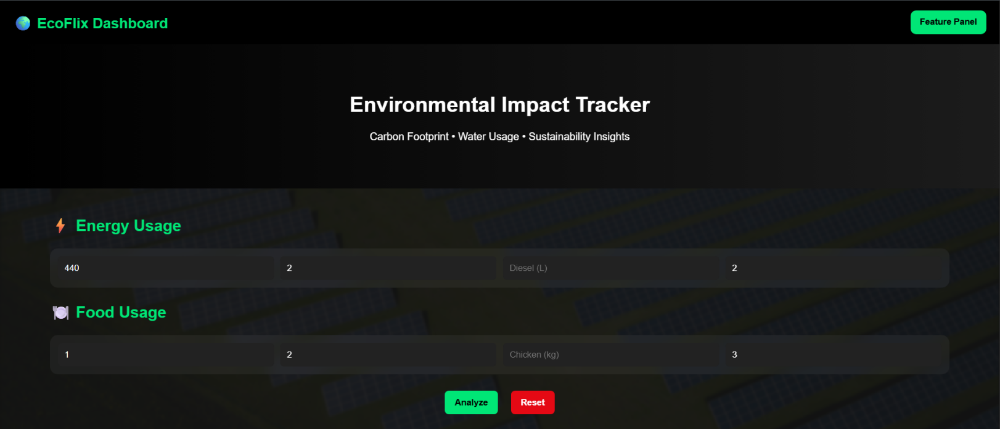 EcoFlix Dashboard
Feature Panel
Environmental Impact Tracker
Carbon Footprint • Water Usage • Sustainability Insights
Energy Usage
440 2 Diesel (L) 2
Food Usage
1 2 Chicken (kg) 3
Analyze Reset